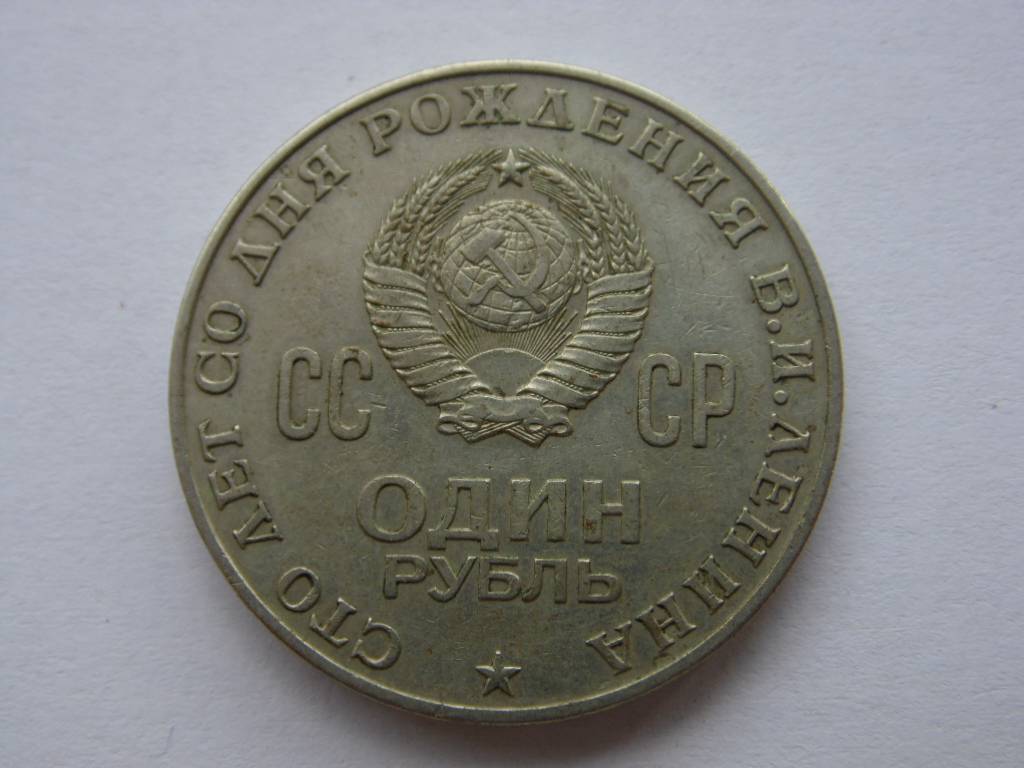 СТО ЛЕТ СО ДНЯ РОЖДЕНИЯ В.И.ЛЕНИНА
СС СР
ОДИН
РУБЛЬ